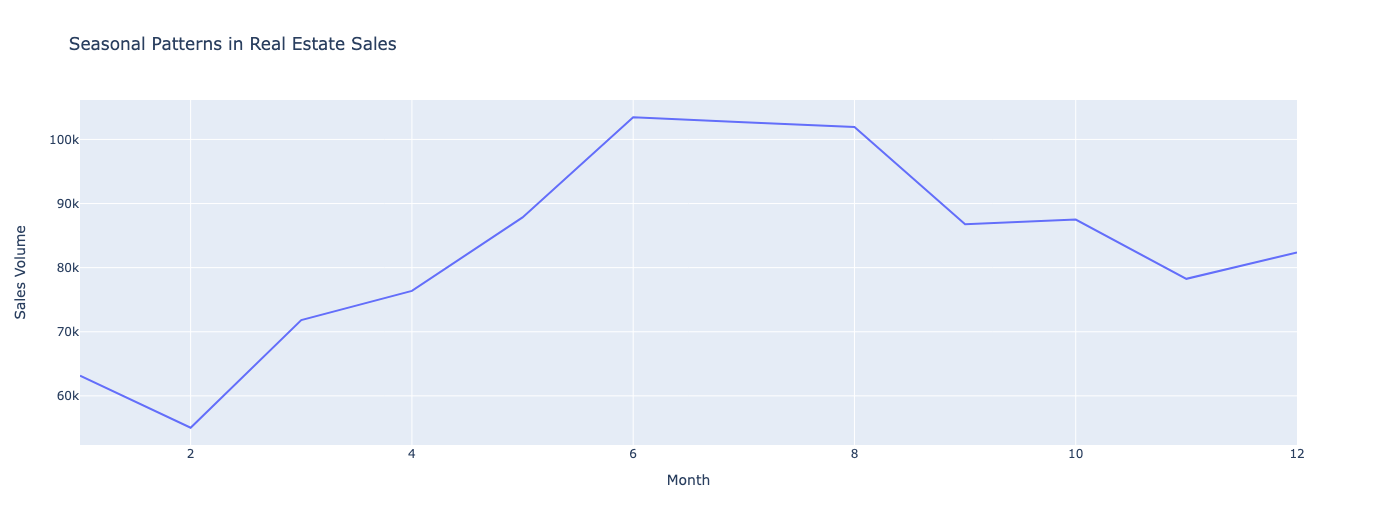 Seasonal Patterns in Real Estate Sales
100k
90k
80k
70k
60k
Sales Volume
2 4 6 8 10 12
Month